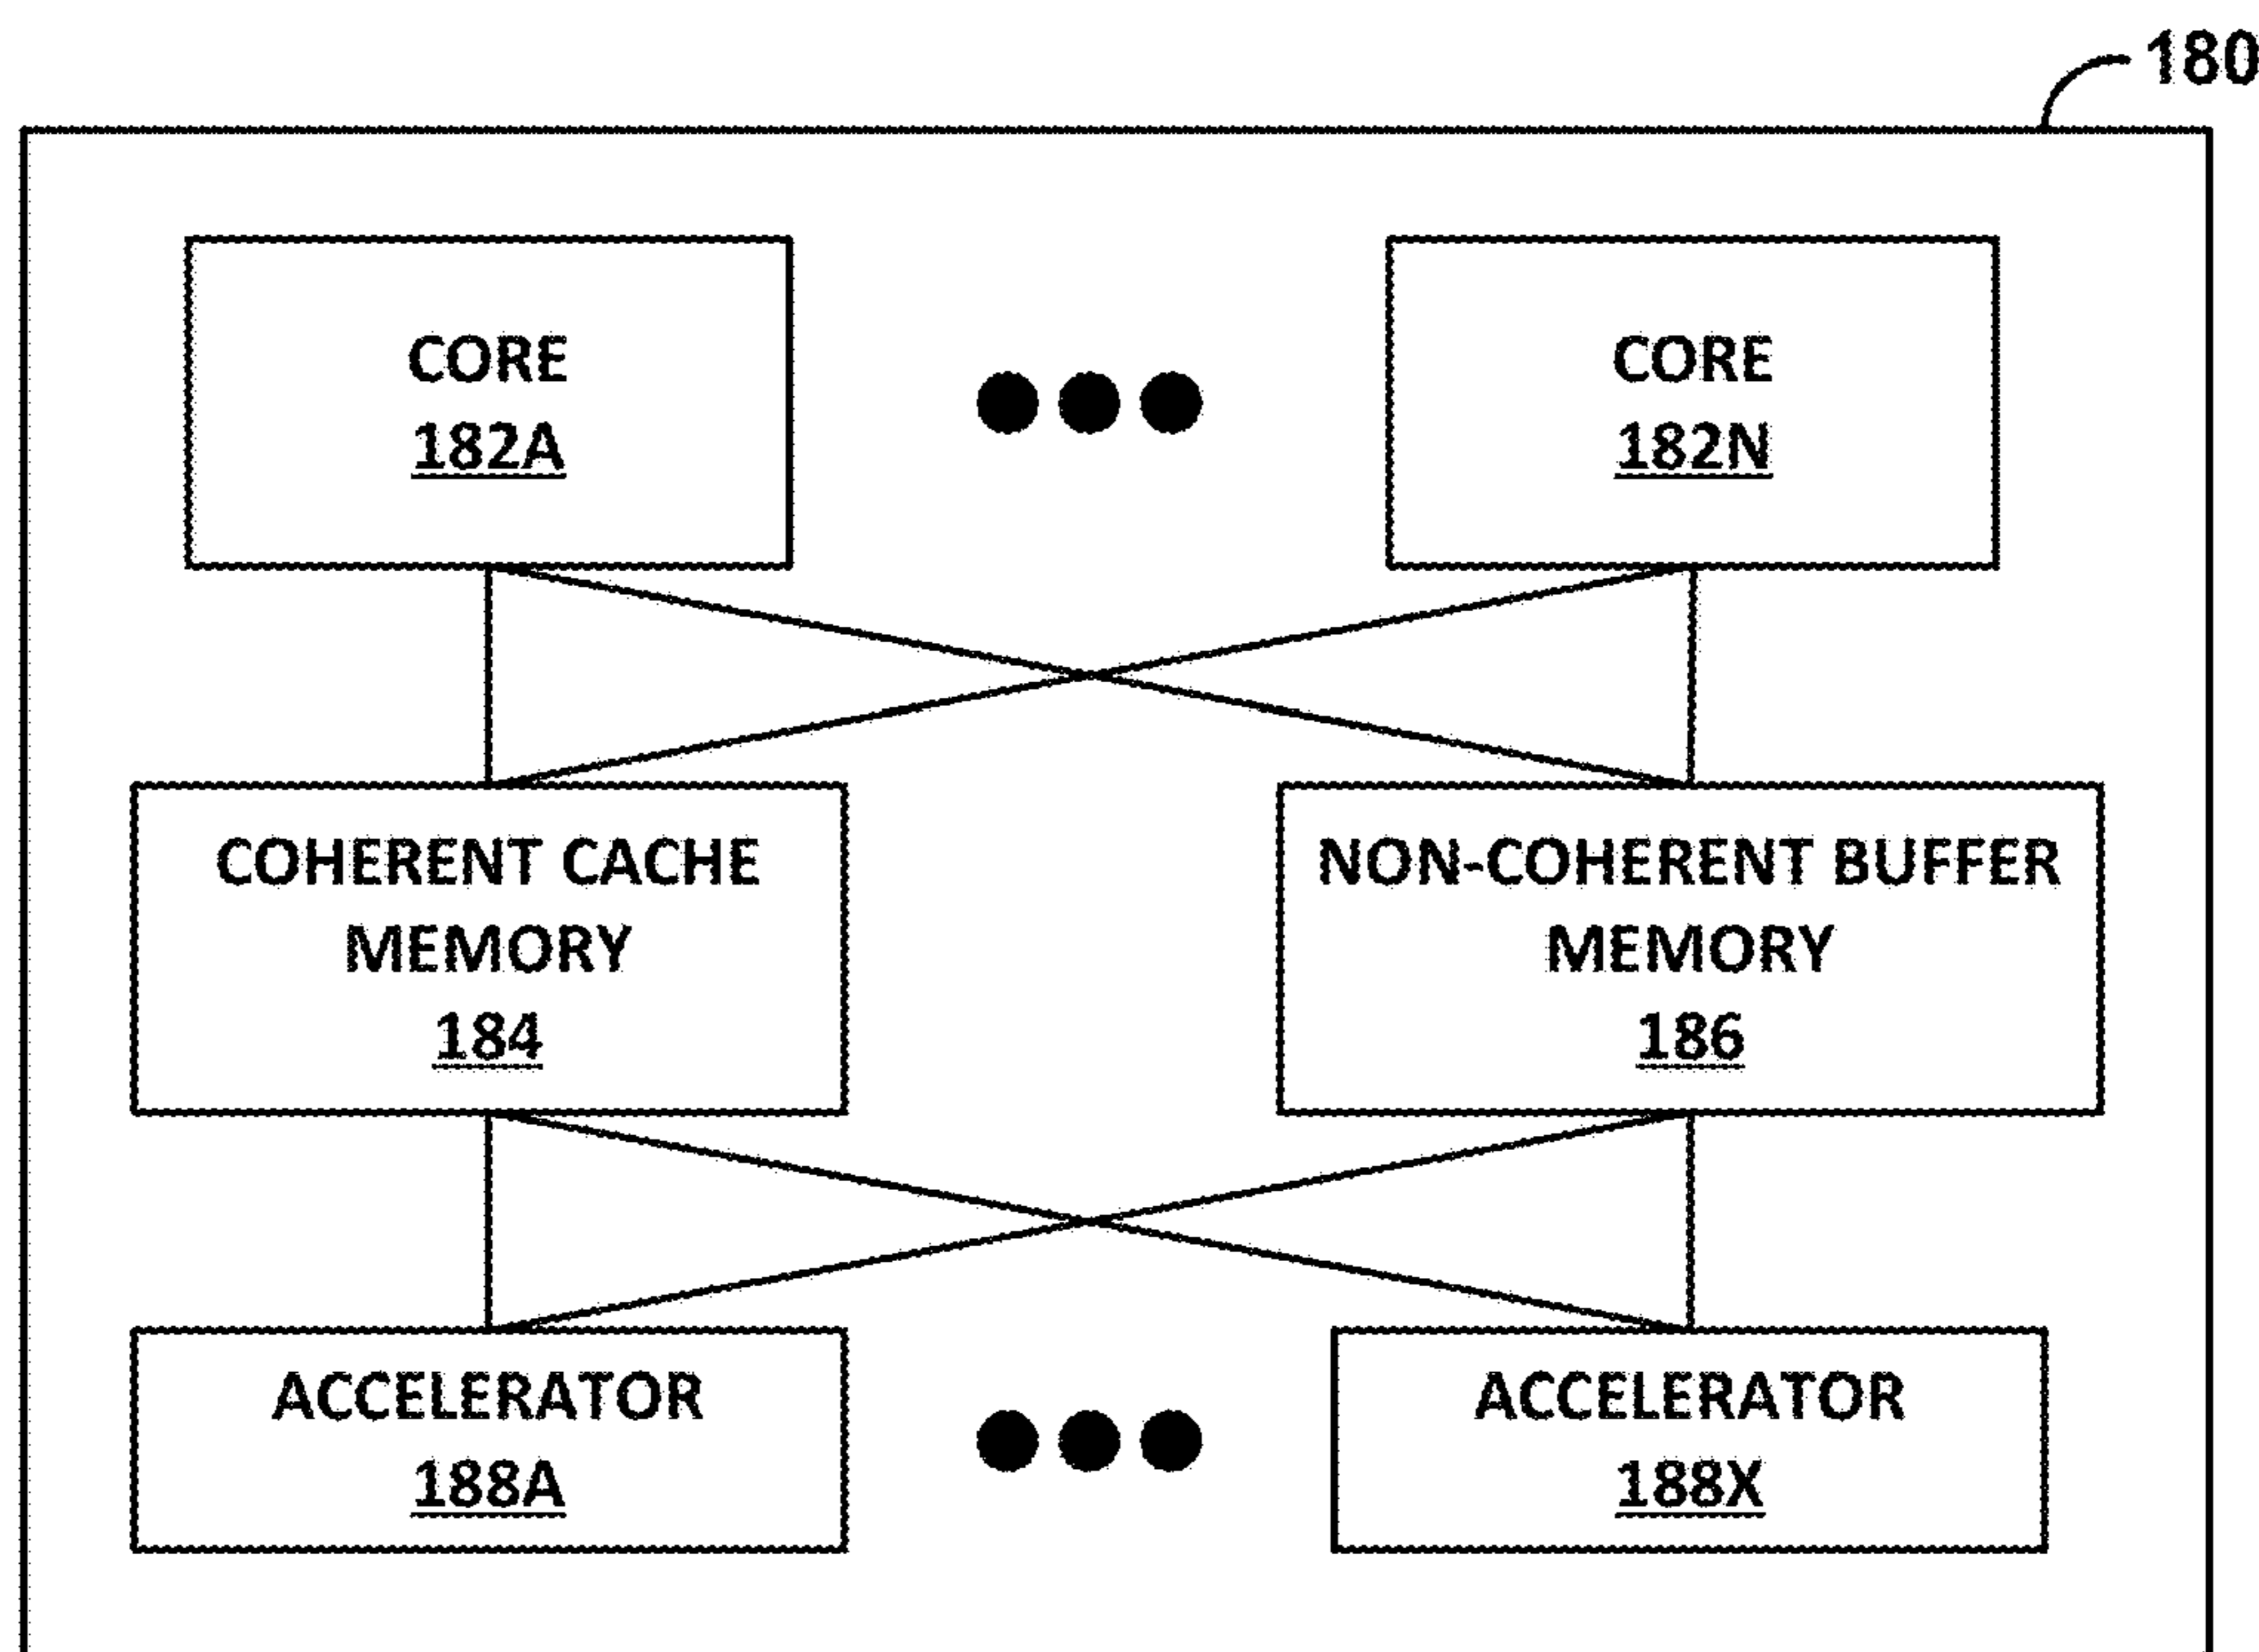 180
CORE
182A
CORE
182N
COHERENT CACHE
MEMORY
184
NON-COHERENT BUFFER
MEMORY
186
ACCELERATOR
188A
ACCELERATOR
188X